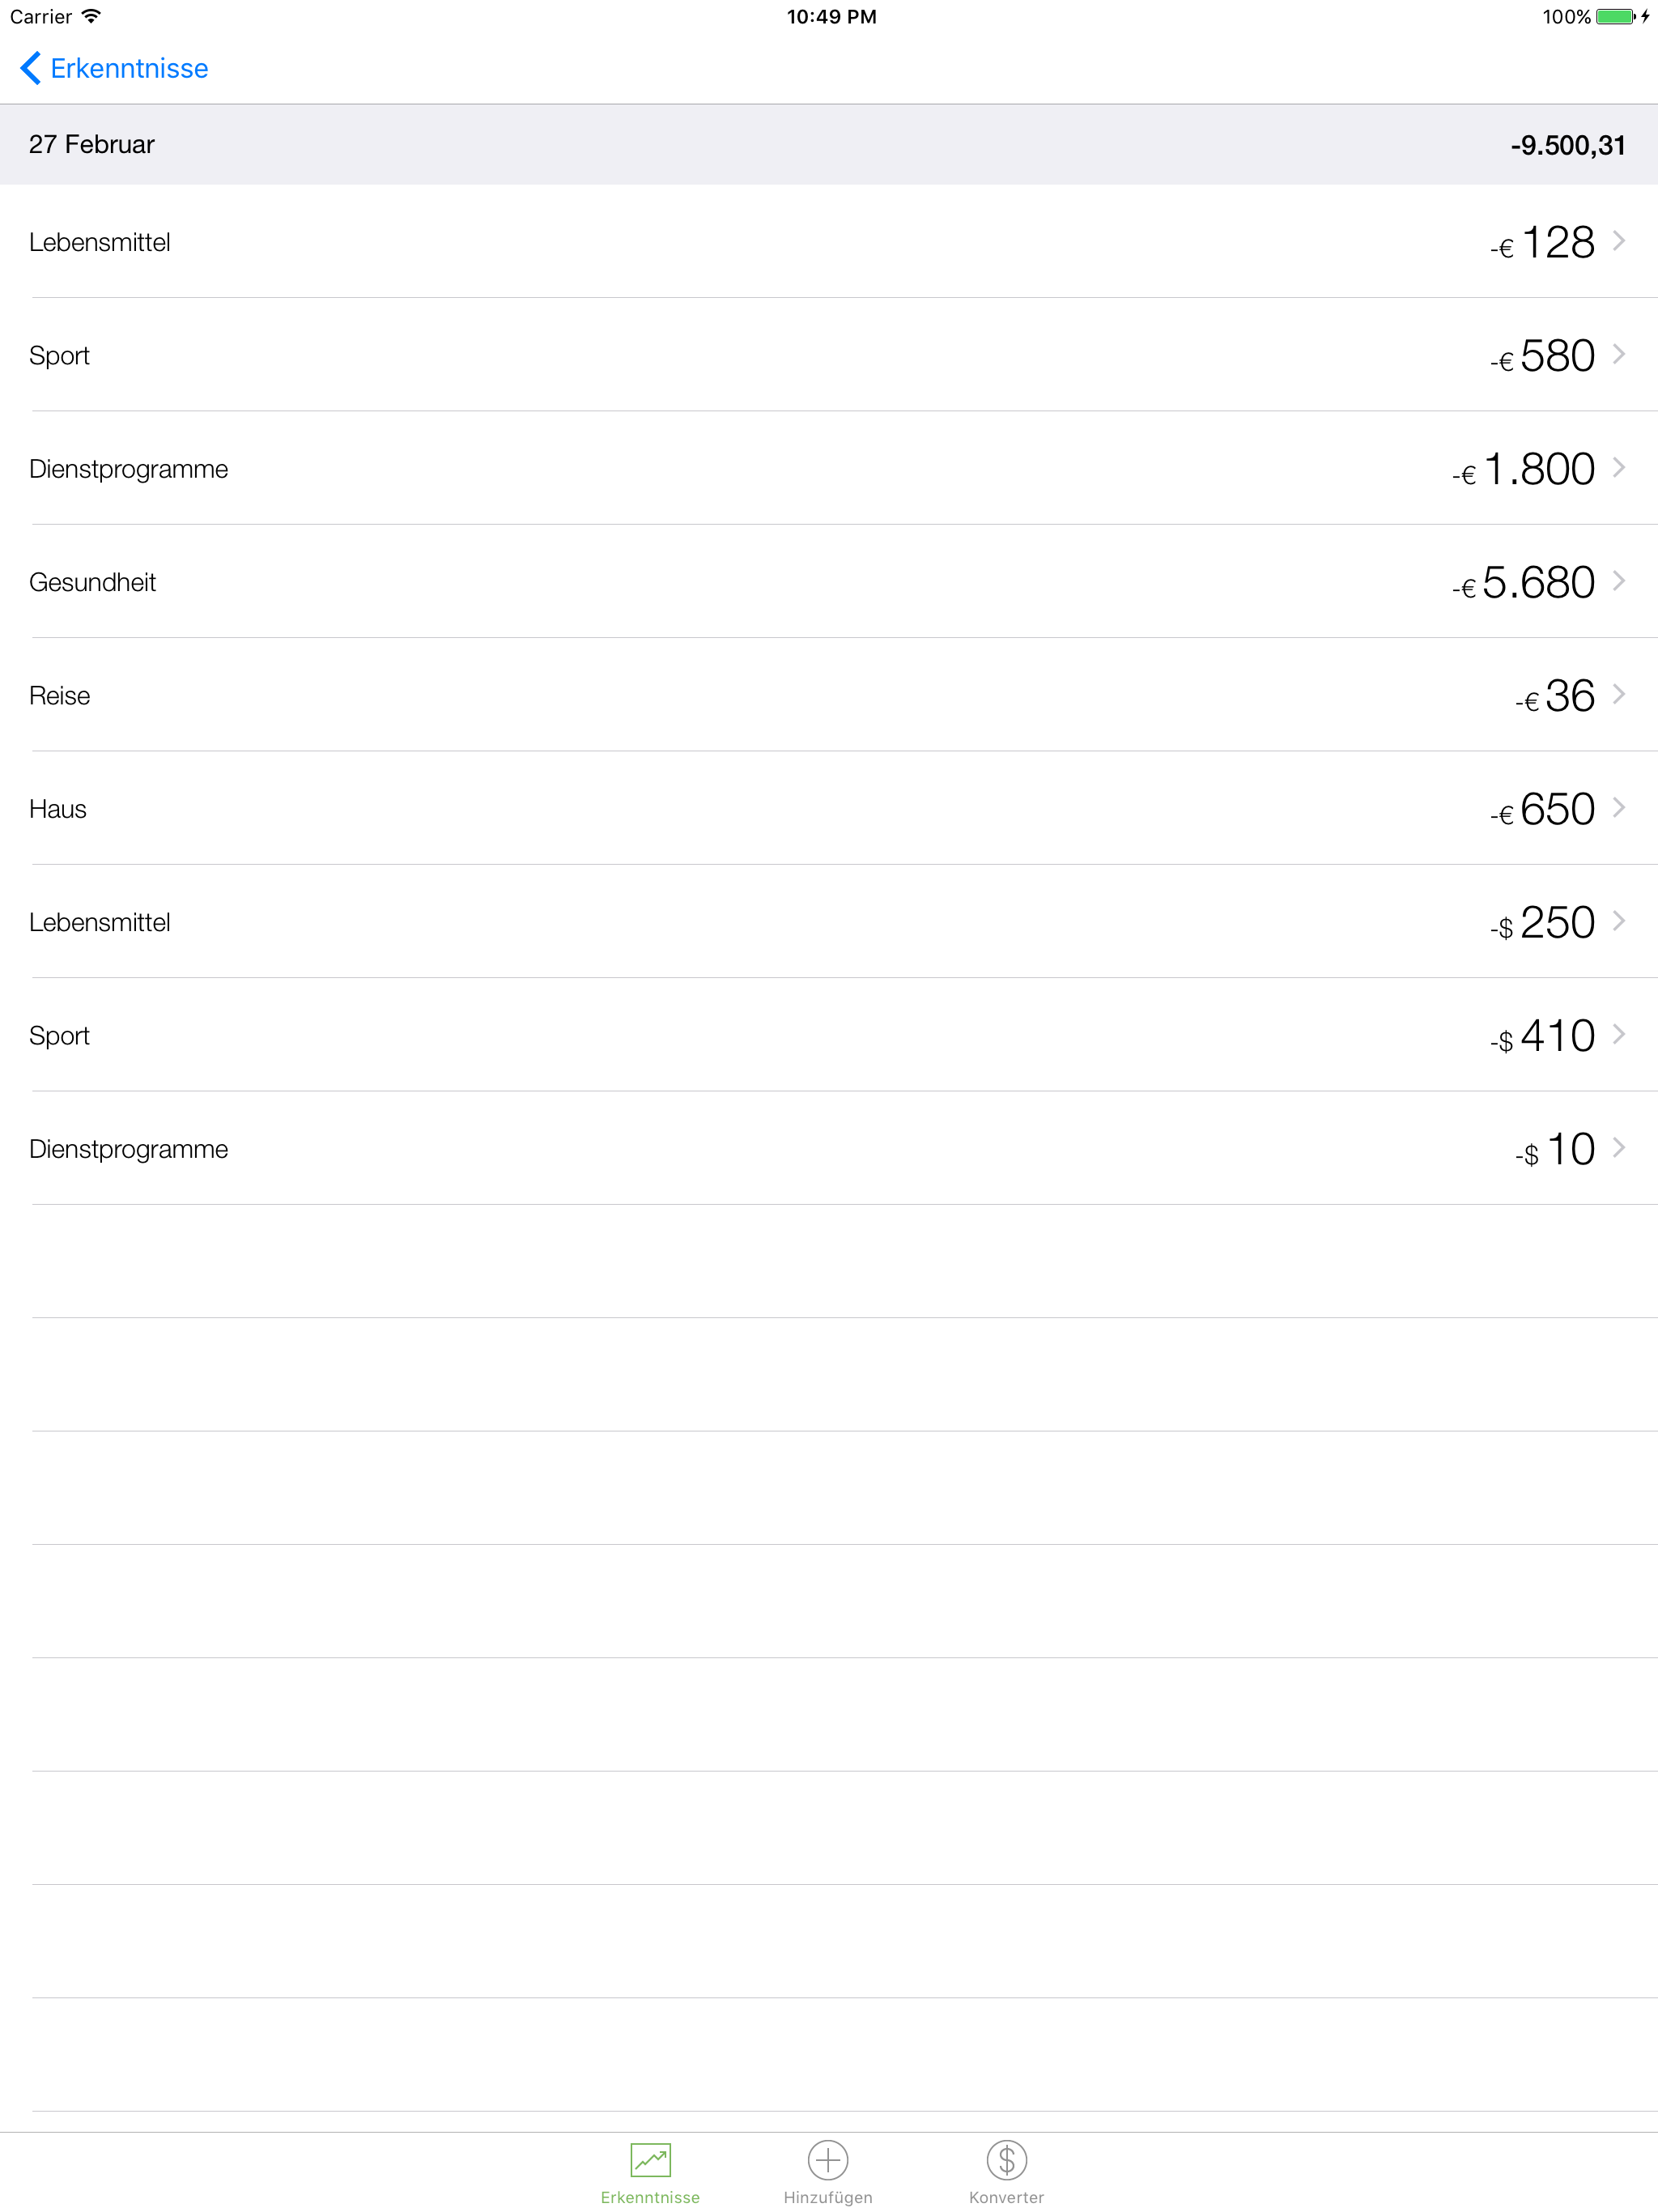 Carrier 10:49 PM 100%
Erkenntnisse
27 Februar -9.500,31
Lebensmittel -€ 128
Sport -€ 580
Dienstprogramme -€ 1.800
Gesundheit -€ 5.680
Reise -€ 36
Haus -€ 650
Lebensmittel -$ 250
Sport -$ 410
Dienstprogramme -$ 10
Erkenntnisse Hinzufügen Konverter